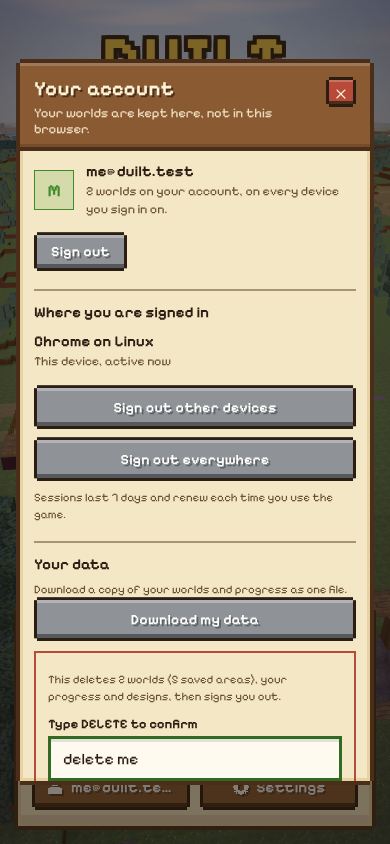 DUILT
Your account
Your worlds are kept here, not in this
browser.
M
me@duilt.test
2 worlds on your account, on every device
you sign in on.
Sign out
Where you are signed in
Chrome on Linux
This device, active now
Sign out other devices
Sign out everywhere
Sessions last 7 days and renew each time you use the
game.
Your data
Download a copy of your worlds and progress as one file.
Download my data
This deletes 2 worlds (8 saved areas), your
progress and designs, then signs you out.
Type DELETE to confirm
delete me
me@duilt.te… Settings